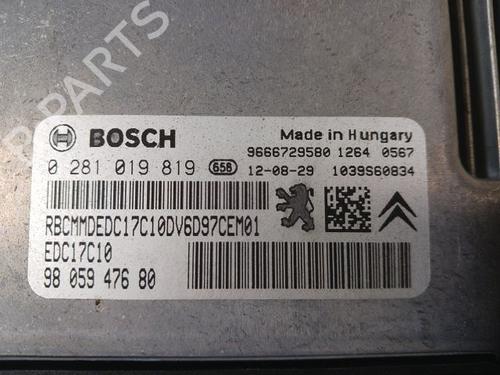 BOSCH
Made in Hungary
9666729580 1264 0567
0 281 019 819 658 12-08-29 1039S60834
RBCMMDEDC17C10DV6D97CEM01
EDC17C10
98 059 476 80
PARTS